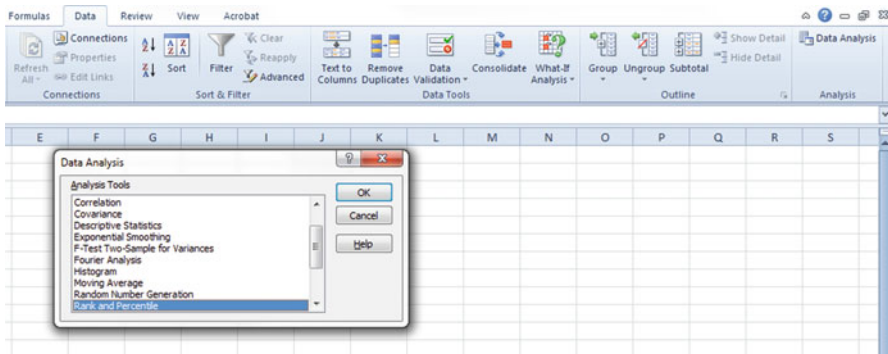 Formulas Data Review View Acrobat
Refresh All
Connections
Properties
Edit Links
Connections
Sort
Filter
Clear
Reapply
Advanced
Sort & Filter
Text to Columns
Remove Duplicates
Data Validation
Consolidate
What-If Analysis
Data Tools
Group
Ungroup
Subtotal
Show Detail
Hide Detail
Outline
Data Analysis
Analysis
E F G H I J K L M N O P Q R S
Data Analysis
Analysis Tools
Correlation
Covariance
Descriptive Statistics
Exponential Smoothing
F-Test Two-Sample for Variances
Fourier Analysis
Histogram
Moving Average
Random Number Generation
Rank and Percentile
OK
Cancel
Help